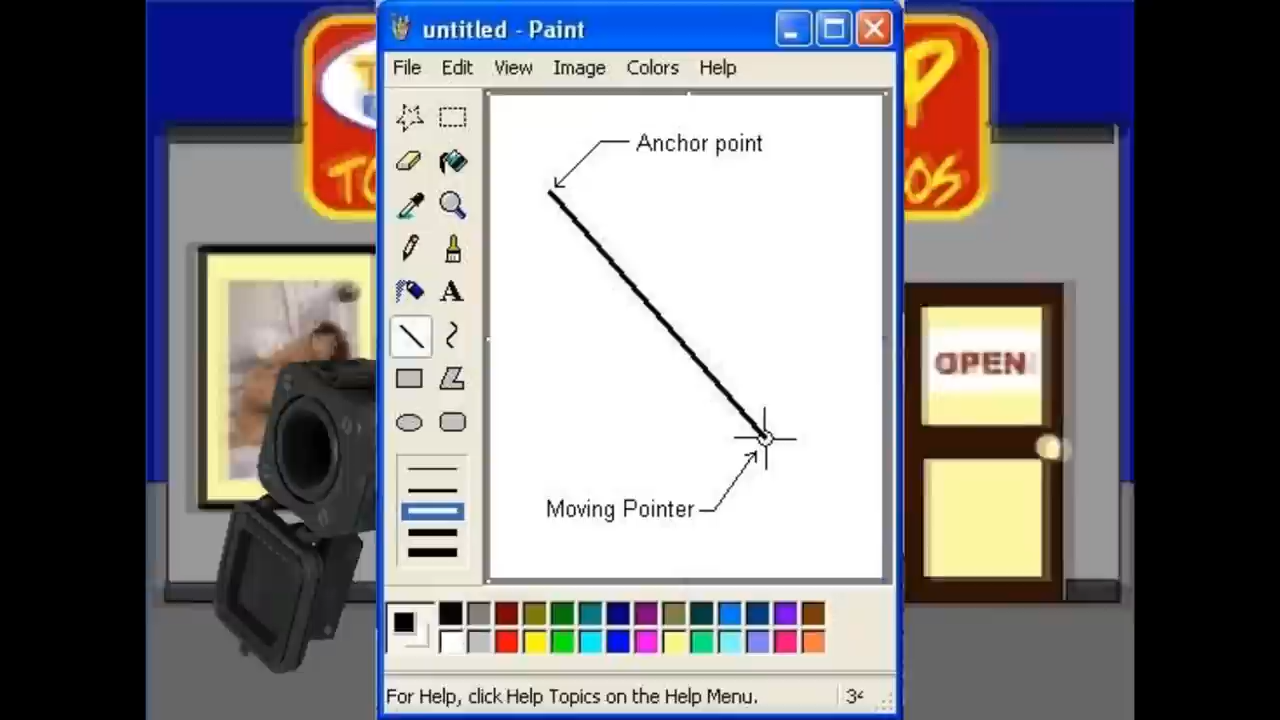 untitled - Paint
File Edit View Image Colors Help
Anchor point
A
OPEN
Moving Pointer
For Help, click Help Topics on the Help Menu.